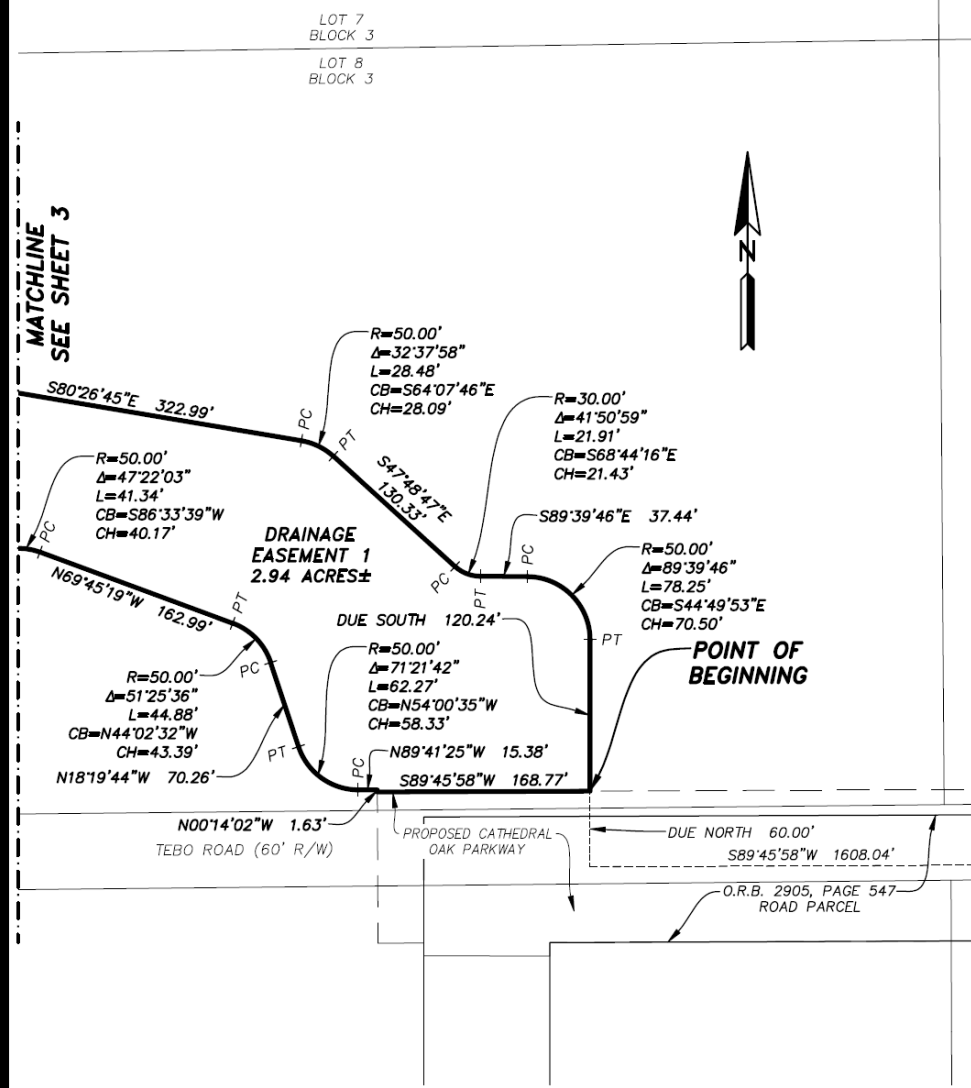 LOT 7
BLOCK 3
LOT 8
BLOCK 3
MATCHLINE
SEE SHEET 3
N
R=50.00'
Δ=32°37'58"
L=28.48'
CB=S64°07'46"E
CH=28.09'
S80°26'45"E 322.99'
PC
PT
R=30.00'
Δ=41°50'59"
L=21.91'
CB=S68°44'16"E
CH=21.43'
S47°48'47"E
130.33'
R=50.00'
Δ=47°22'03"
L=41.34'
CB=S86°33'39"W
CH=40.17'
PC
DRAINAGE
EASEMENT 1
2.94 ACRES±
S89°39'46"E 37.44'
PC
PT
PC
R=50.00'
Δ=89°39'46"
L=78.25'
CB=S44°49'53"E
CH=70.50'
N69°45'19"W 162.99'
PT
DUE SOUTH 120.24'
PT
POINT OF
BEGINNING
R=50.00'
Δ=71°21'42"
L=62.27'
CB=N54°00'35"W
CH=58.33'
R=50.00'
Δ=51°25'36"
L=44.88'
CB=N44°02'32"W
CH=43.39'
PC
N18°19'44"W 70.26'
PT
PC
N89°41'25"W 15.38'
S89°45'58"W 168.77'
N00°14'02"W 1.63'
TEBO ROAD (60' R/W)
PROPOSED CATHEDRAL
OAK PARKWAY
DUE NORTH 60.00'
S89°45'58"W 1608.04'
O.R.B. 2905, PAGE 547
ROAD PARCEL